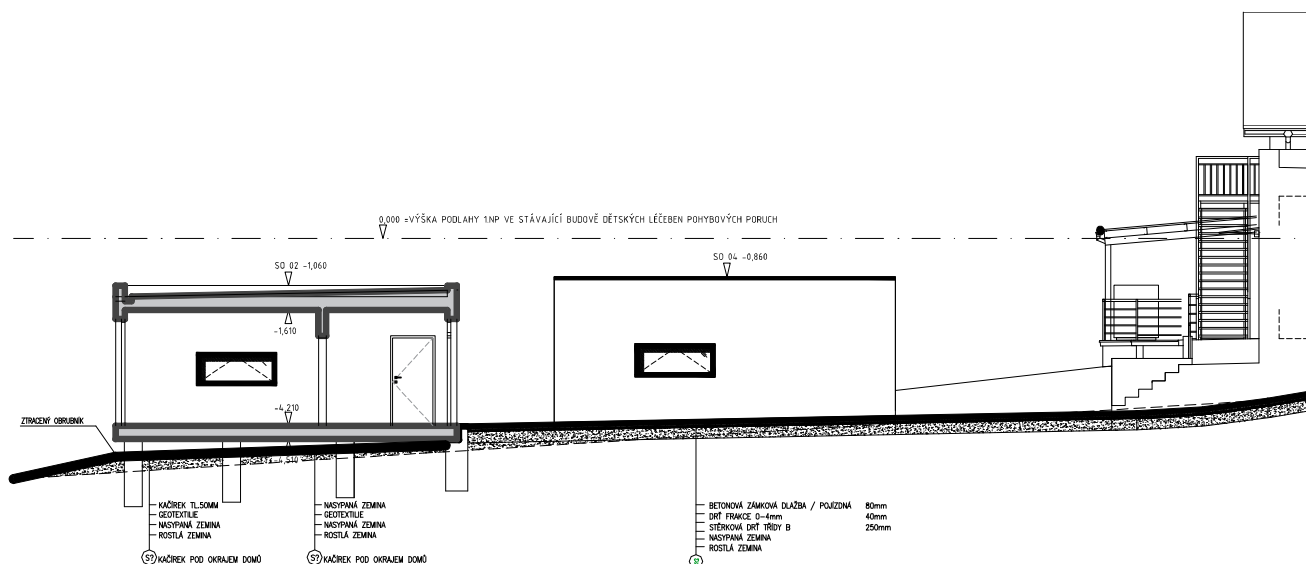 0,000 =VÝŠKA PODLAHY 1.NP VE STÁVAJÍCÍ BUDOVĚ DĚTSKÝCH LÉČEBEN POHYBOVÝCH PORUCH
SO 04 -0,860
SO 02 -1,060
-1,610
-4,210
ZTRACENÝ OBRUBNÍK
-4,510
KAČÍREK TL.50MM
GEOTEXTILIE
NASYPANÁ ZEMINA
ROSTLÁ ZEMINA
S? KAČÍREK POD OKRAJEM DOMŮ
NASYPANÁ ZEMINA
GEOTEXTILIE
NASYPANÁ ZEMINA
ROSTLÁ ZEMINA
S? KAČÍREK POD OKRAJEM DOMŮ
BETONOVÁ ZÁMKOVÁ DLAŽBA / POJÍZDNÁ 80mm
DRŤ FRAKCE 0-4mm 40mm
STĚRKOVÁ DRŤ TŘÍDY B 250mm
NASYPANÁ ZEMINA
ROSTLÁ ZEMINA